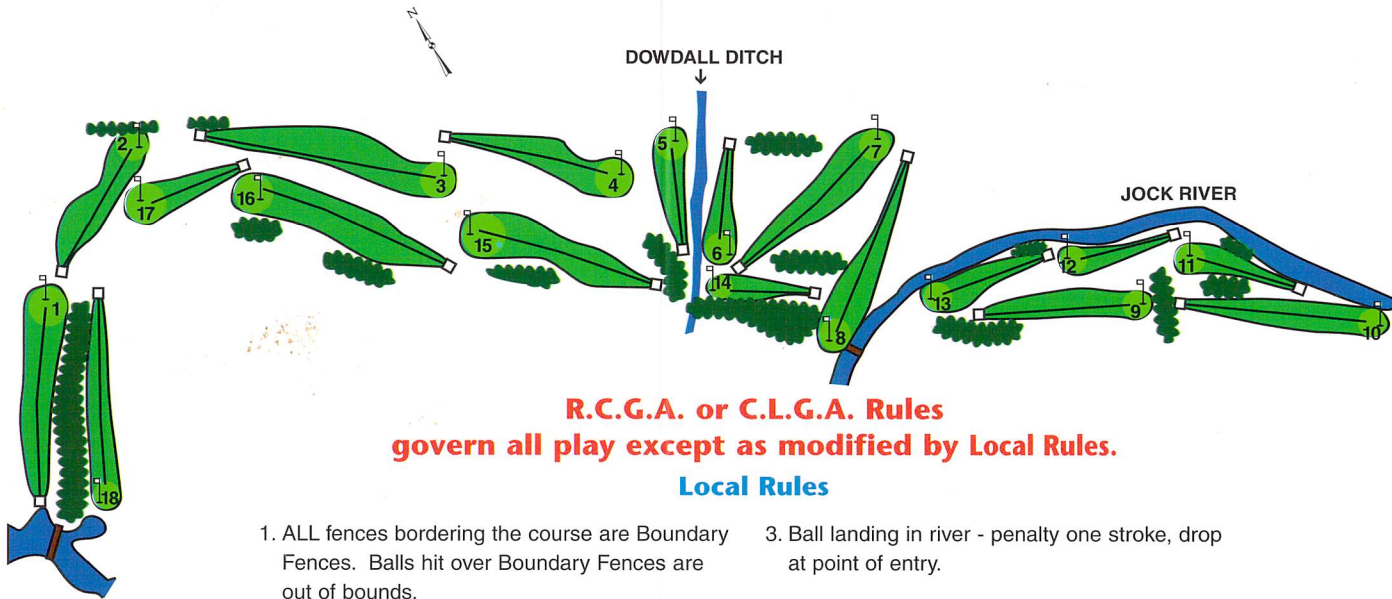 N
DOWDALL DITCH
2
5
7
3
4
17
16
JOCK RIVER
15
6
12
11
14
13
1
9
8
10
18
R.C.G.A. or C.L.G.A. Rules
govern all play except as modified by Local Rules.
Local Rules
1. ALL fences bordering the course are Boundary
Fences. Balls hit over Boundary Fences are
out of bounds.
3. Ball landing in river - penalty one stroke, drop
at point of entry.